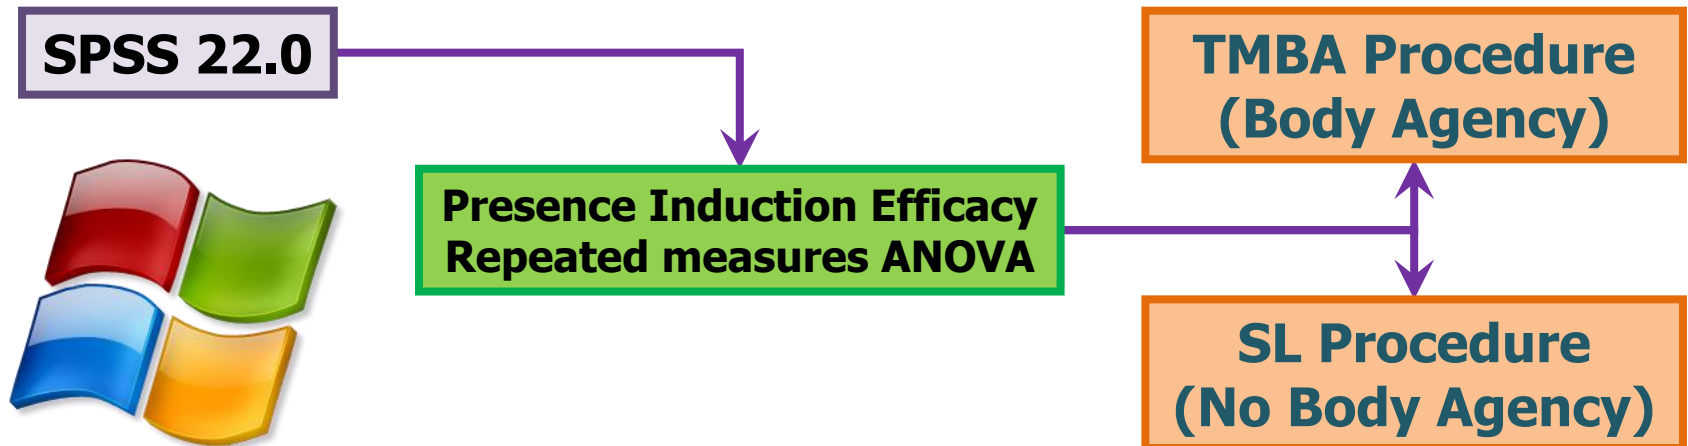 SPSS 22.0
Presence Induction Efficacy
Repeated measures ANOVA
TMBA Procedure
(Body Agency)
SL Procedure
(No Body Agency)